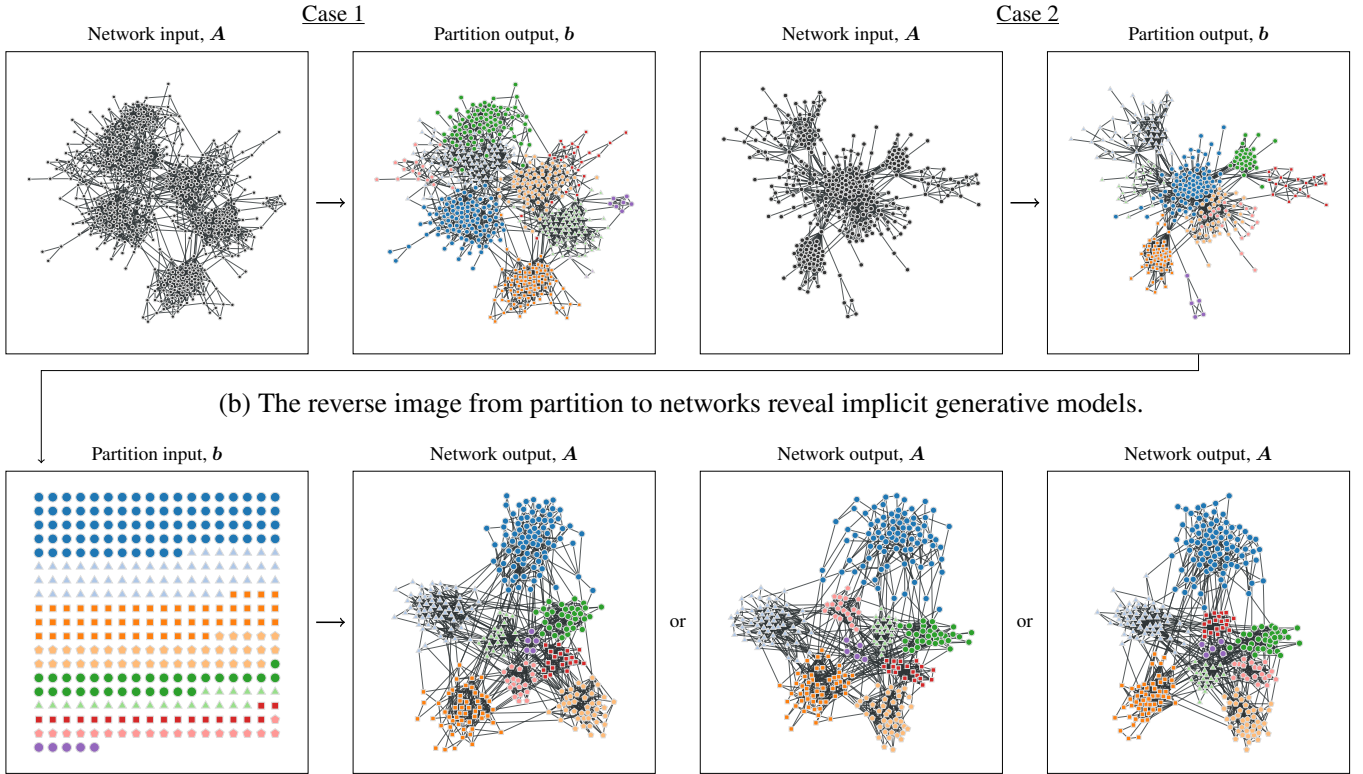 Case 1
Case 2
Network input, A
Partition output, b
Network input, A
Partition output, b
(b) The reverse image from partition to networks reveal implicit generative models.
Partition input, b
Network output, A
Network output, A
Network output, A
or
or